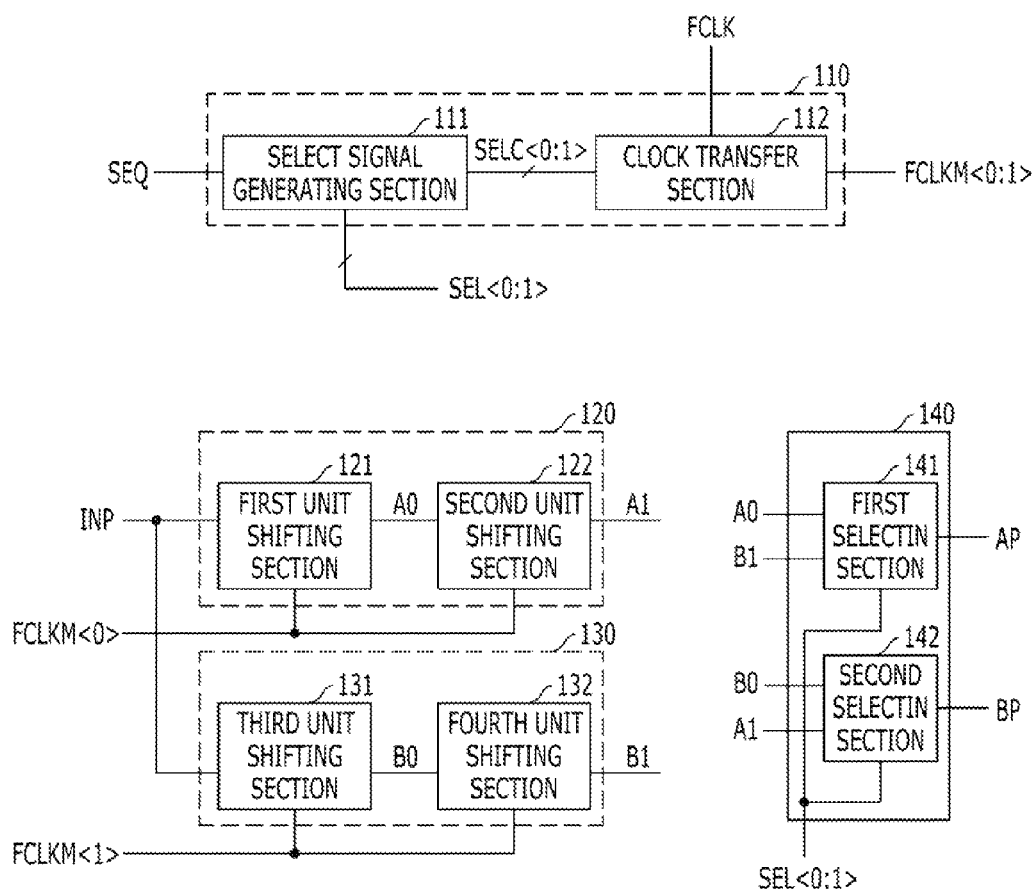 FCLK
110
111
SELECT SIGNAL
GENERATING SECTION
SEQ
SELC<0:1>
112
CLOCK TRANSFER
SECTION
FCLKM<0:1>
SEL<0:1>
120
121
FIRST UNIT
SHIFTING
SECTION
INP
A0
122
SECOND UNIT
SHIFTING
SECTION
A1
FCLKM<0>
130
131
THIRD UNIT
SHIFTING
SECTION
B0
132
FOURTH UNIT
SHIFTING
SECTION
B1
FCLKM<1>
140
141
FIRST
SELECTIN
SECTION
A0
B1
AP
142
SECOND
SELECTIN
SECTION
B0
A1
BP
SEL<0:1>